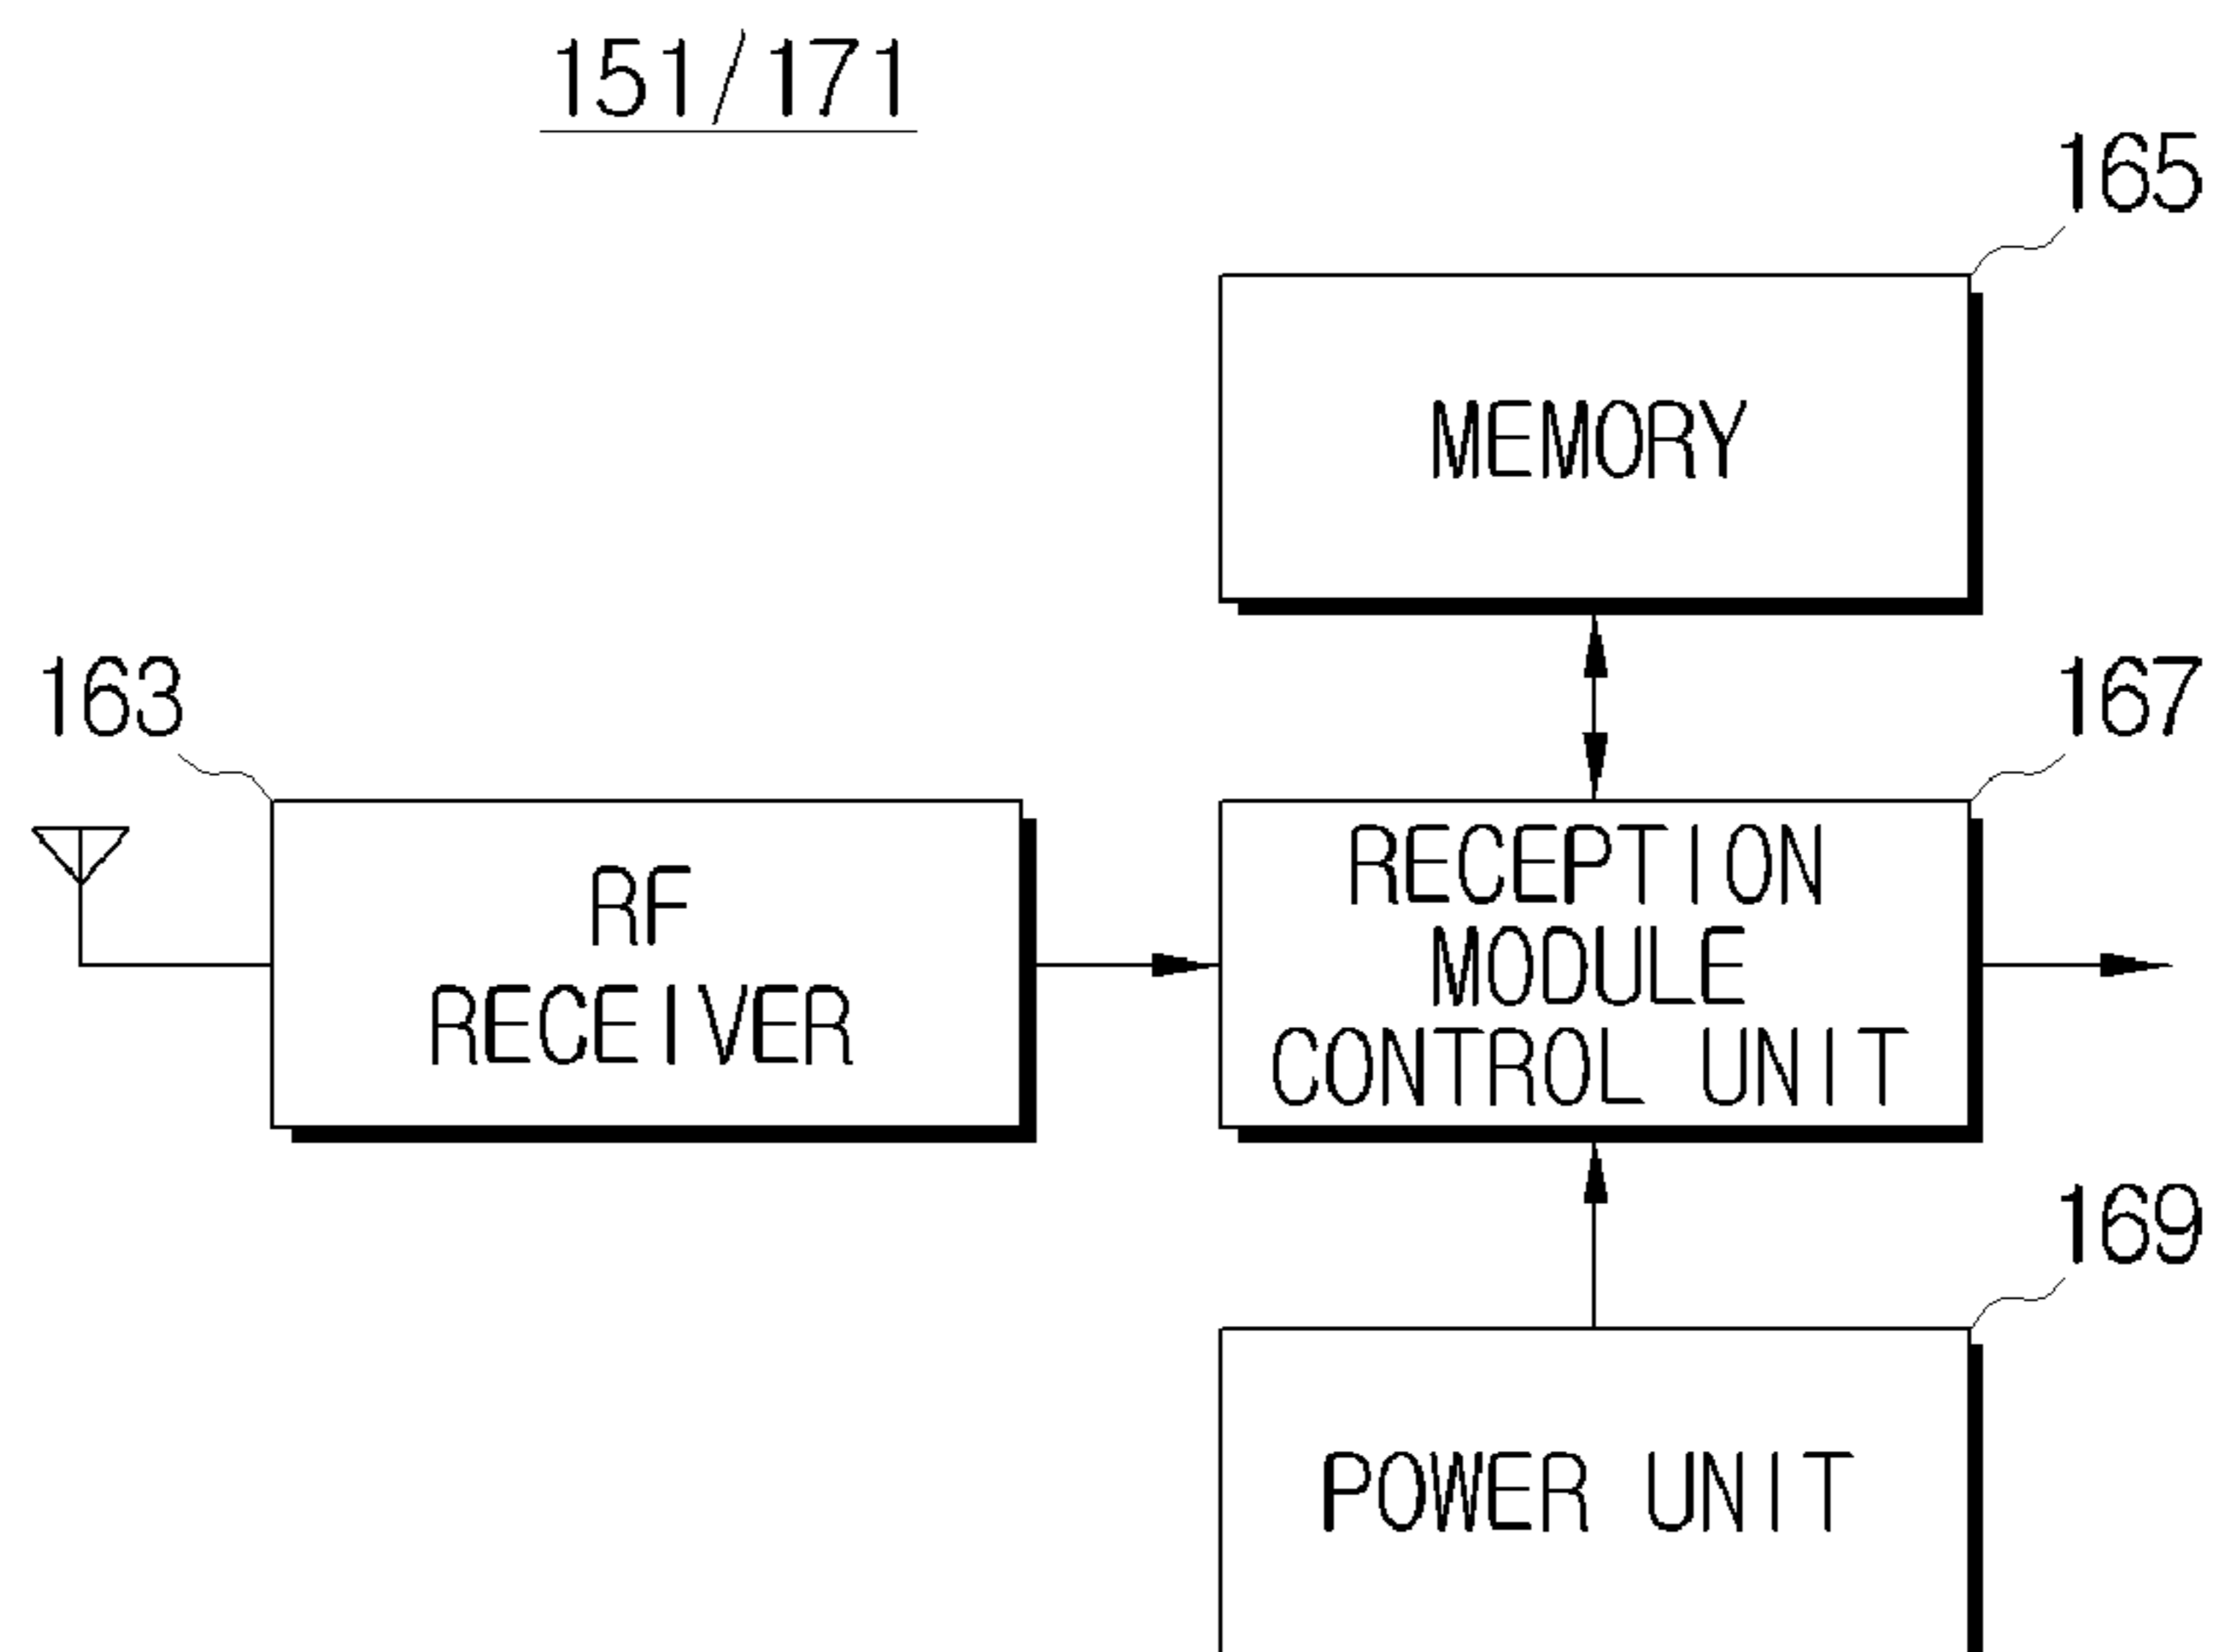 151/171
165
MEMORY
163
167
RF
RECEIVER
RECEPTION
MODULE
CONTROL UNIT
169
POWER UNIT